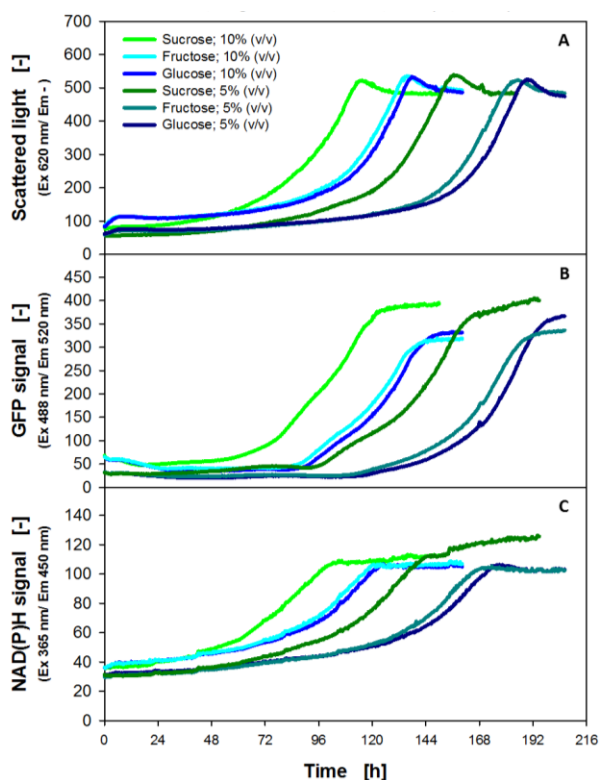 700
Sucrose; 10% (v/v)
A
600
Fructose; 10% (v/v)
Glucose; 10% (v/v)
500
Sucrose; 5% (v/v)
Fructose; 5% (v/v)
400
Glucose; 5% (v/v)
300
200
100
0
Scattered light [-]
(Ex 620 nm/ Em -)
450
B
400
350
300
250
200
150
100
50
0
GFP signal [-]
(Ex 488 nm/ Em 520 nm)
140
C
120
100
80
60
40
20
0
NAD(P)H signal [-]
(Ex 365 nm/ Em 450 nm)
0 24 48 72 96 120 144 168 192 216
Time [h]